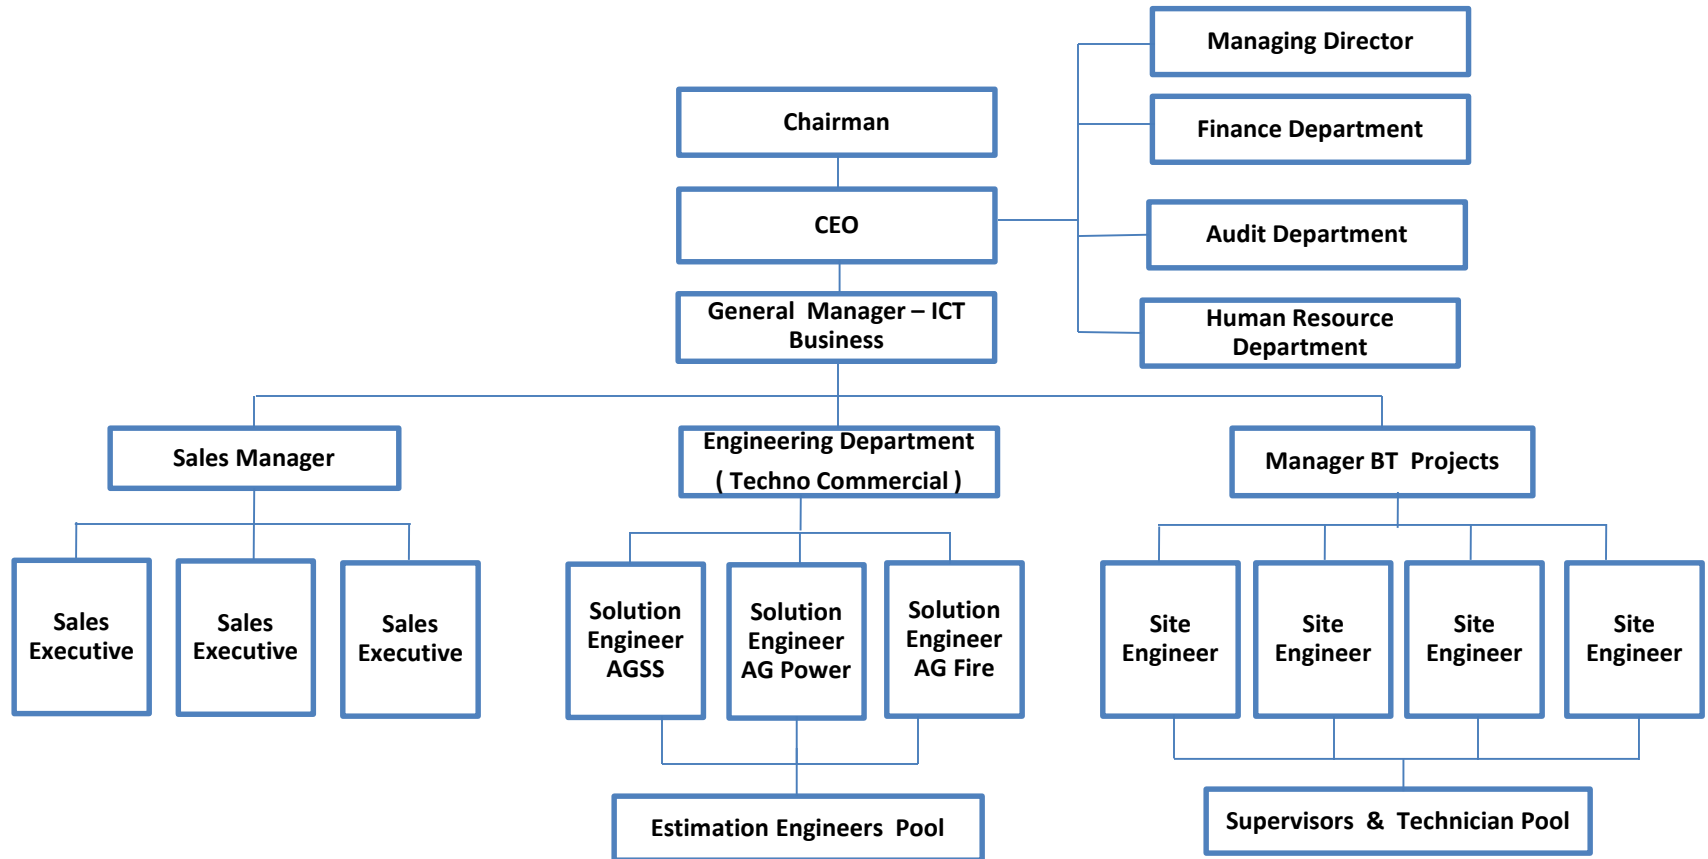 Managing Director
Chairman
Finance Department
CEO
Audit Department
General Manager – ICT
Business
Human Resource
Department
Sales Manager
Engineering Department
( Techno Commercial )
Manager BT Projects
Sales
Executive
Sales
Executive
Sales
Executive
Solution
Engineer
AGSS
Solution
Engineer
AG Power
Solution
Engineer
AG Fire
Site
Engineer
Site
Engineer
Site
Engineer
Site
Engineer
Estimation Engineers Pool
Supervisors & Technician Pool